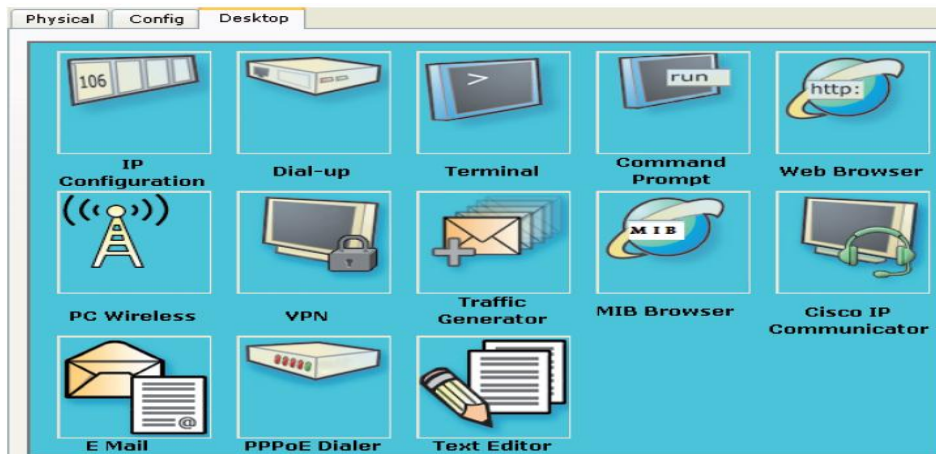 Physical Config Desktop
106
>
run
http:
IP
Configuration
Dial-up
Terminal
Command
Prompt
Web Browser
MIB
PC Wireless
VPN
Traffic
Generator
MIB Browser
Cisco IP
Communicator
@
E Mail
PPPoE Dialer
Text Editor